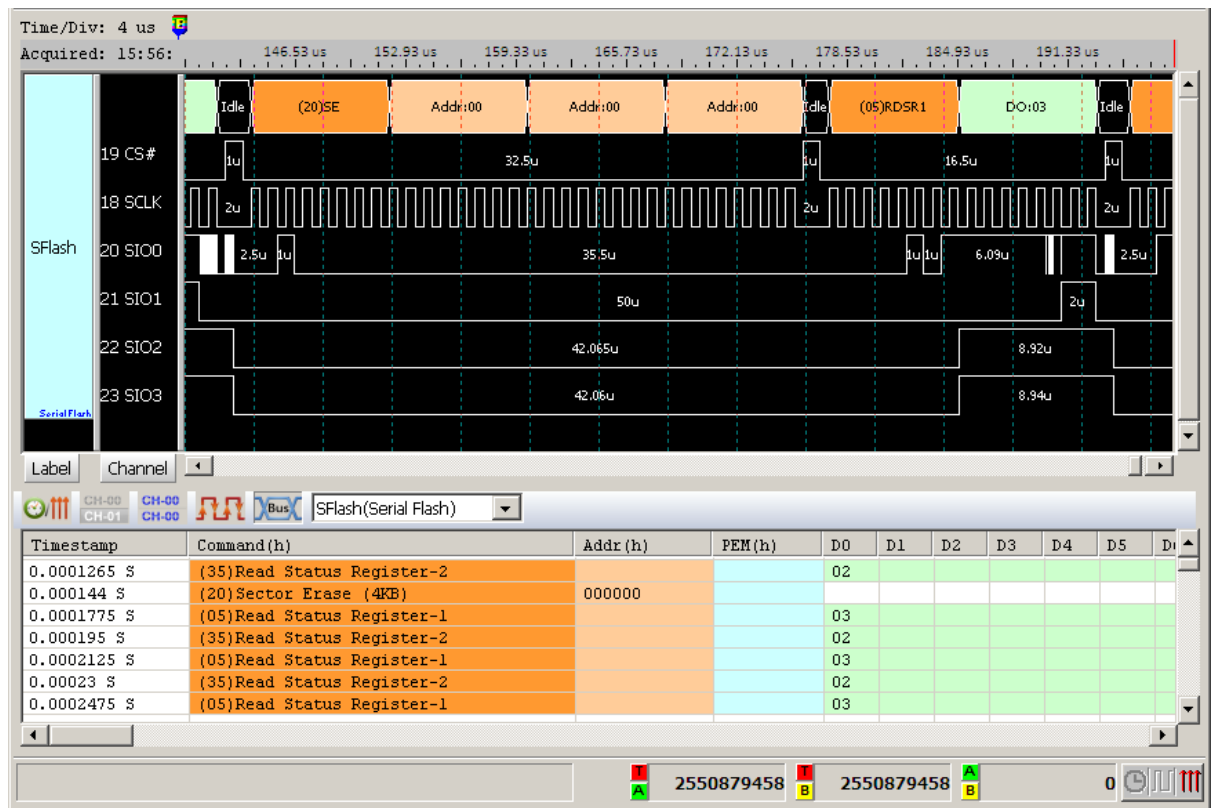 Time/Div: 4 us B
Acquired: 15:56: 146.53 us 152.93 us 159.33 us 165.73 us 172.13 us 178.53 us 184.93 us 191.33 us
Idle (20)SE Addr:00 Addr:00 Addr:00 Idle (05)RDSR1 DO:03 Idle
19 CS# 1u 32.5u 1u 16.5u 1u
18 SCLK 2u 2u 2u
SFlash 20 SIO0 2.5u 1u 35.5u 1u 1u 6.09u 2.5u
21 SIO1 50u 2u
22 SIO2 42.065u 8.92u
23 SIO3 42.06u 8.94u
Serial Flash
Label Channel
CH-00 CH-01 CH-00 CH-00 Bus SFlash(Serial Flash)
Timestamp Command(h) Addr(h) PEM(h) D0 D1 D2 D3 D4 D5
0.0001265 S (35)Read Status Register-2 02
0.000144 S (20)Sector Erase (4KB) 000000
0.0001775 S (05)Read Status Register-1 03
0.000195 S (35)Read Status Register-2 02
0.0002125 S (05)Read Status Register-1 03
0.00023 S (35)Read Status Register-2 02
0.0002475 S (05)Read Status Register-1 03
T A 2550879458 T B 2550879458 A B 0